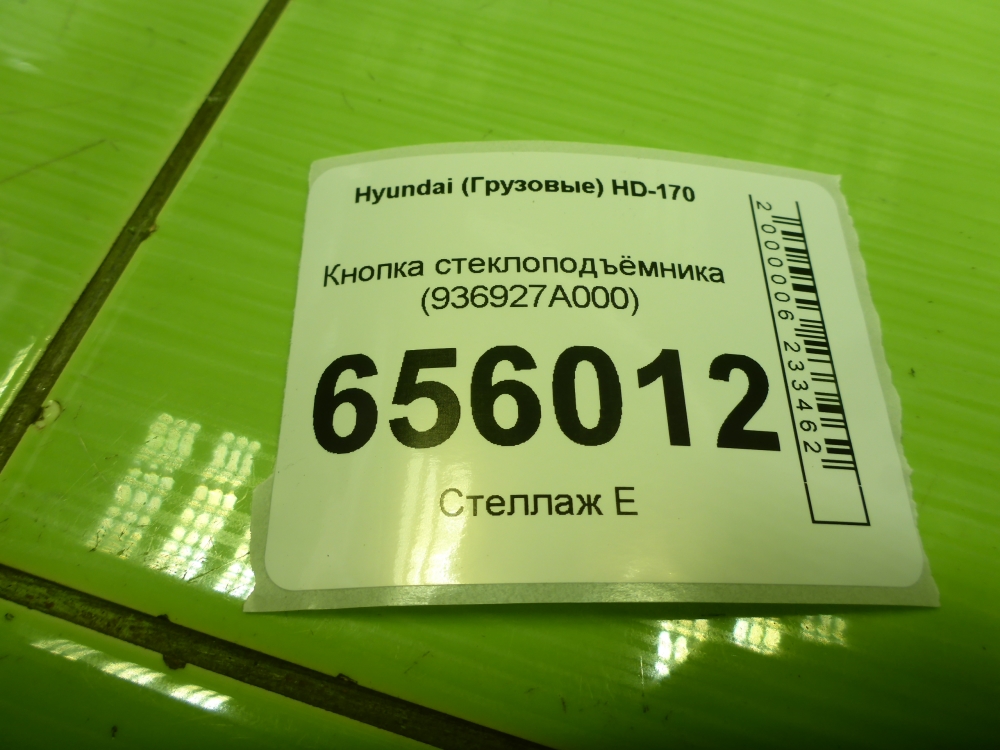 Hyundai (Грузовые) HD-170
Кнопка стеклоподъёмника
(936927A000)
656012
Стеллаж E
2000006233462